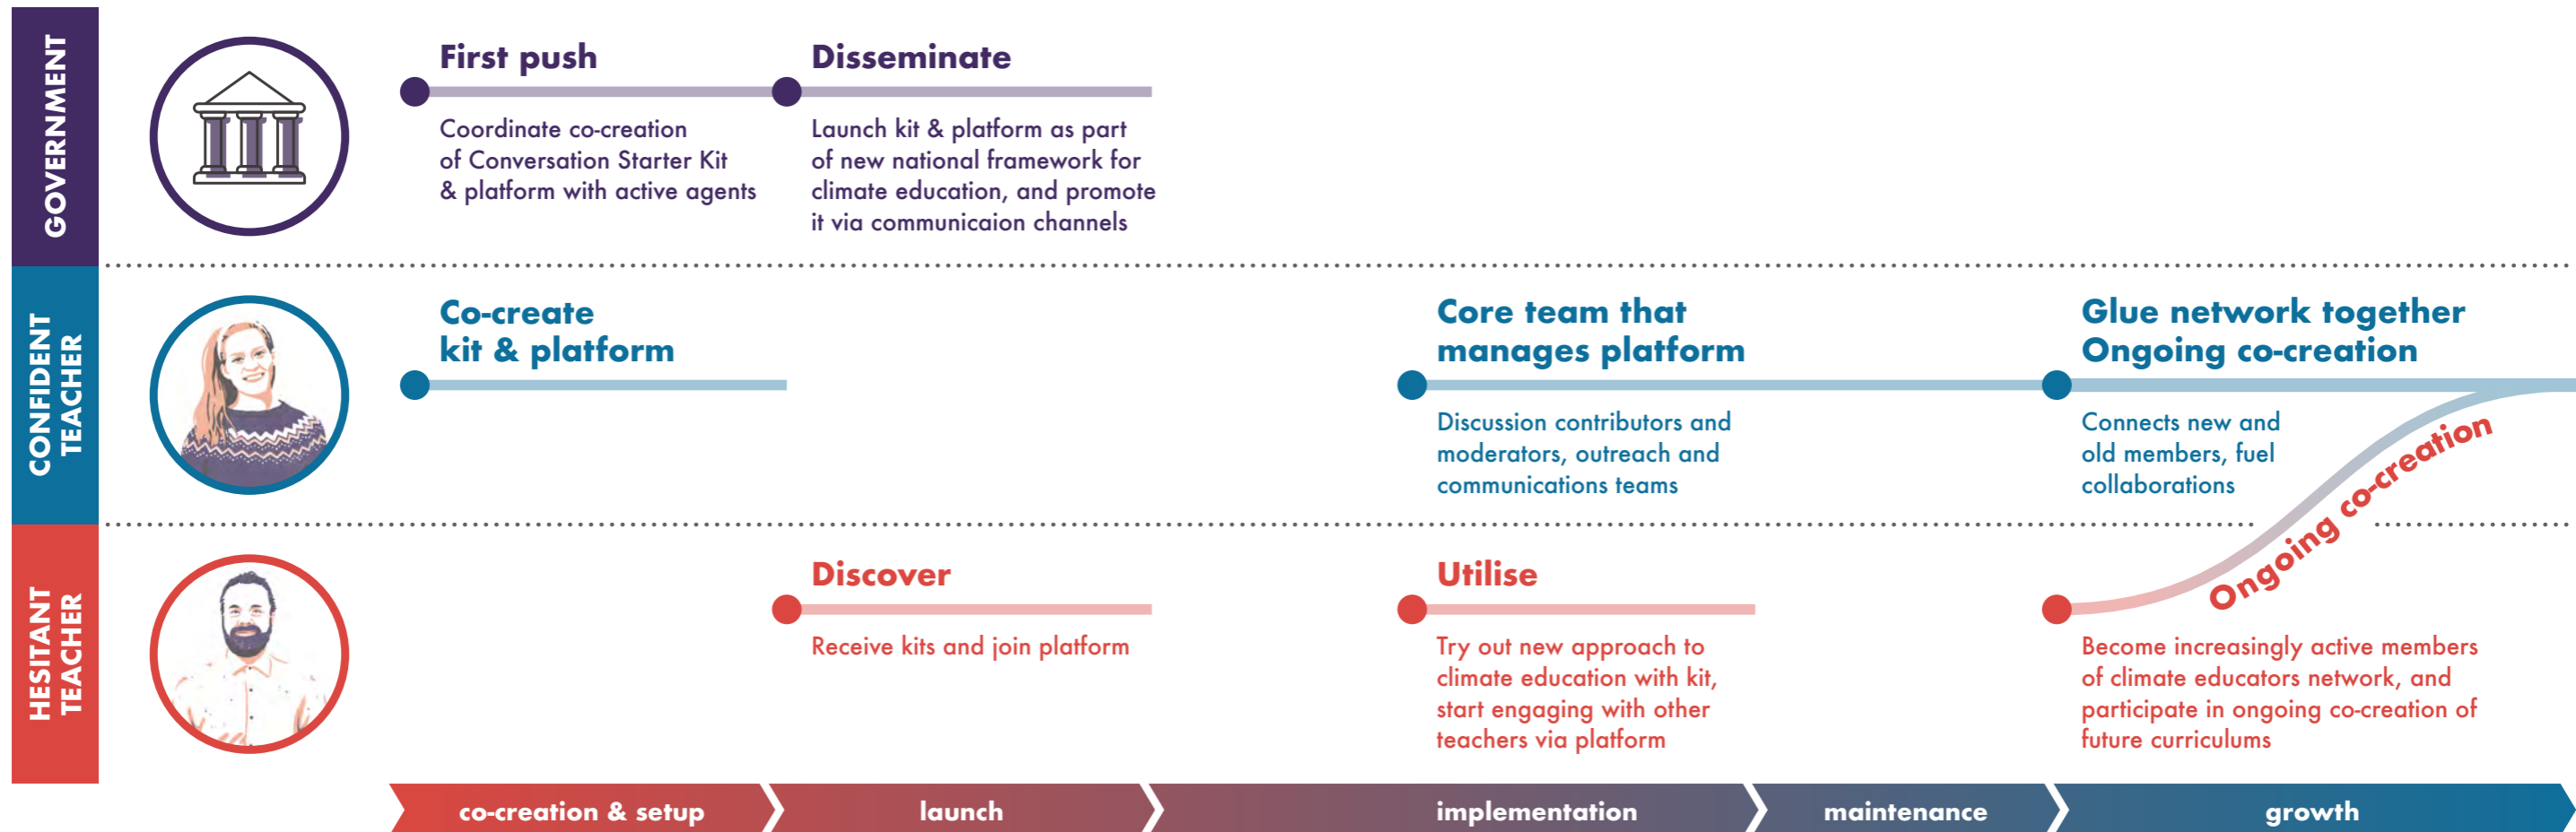 GOVERNMENT
First push
Coordinate co-creation
of Conversation Starter Kit
& platform with active agents
Disseminate
Launch kit & platform as part
of new national framework for
climate education, and promote
it via communicaion channels
CONFIDENT
TEACHER
Co-create
kit & platform
Core team that
manages platform
Discussion contributors and
moderators, outreach and
communications teams
Glue network together
Ongoing co-creation
Connects new and
old members, fuel
collaborations
Ongoing co-creation
HESITANT
TEACHER
Discover
Receive kits and join platform
Utilise
Try out new approach to
climate education with kit,
start engaging with other
teachers via platform
Become increasingly active members
of climate educators network, and
participate in ongoing co-creation of
future curriculums
co-creation & setup
launch
implementation
maintenance
growth